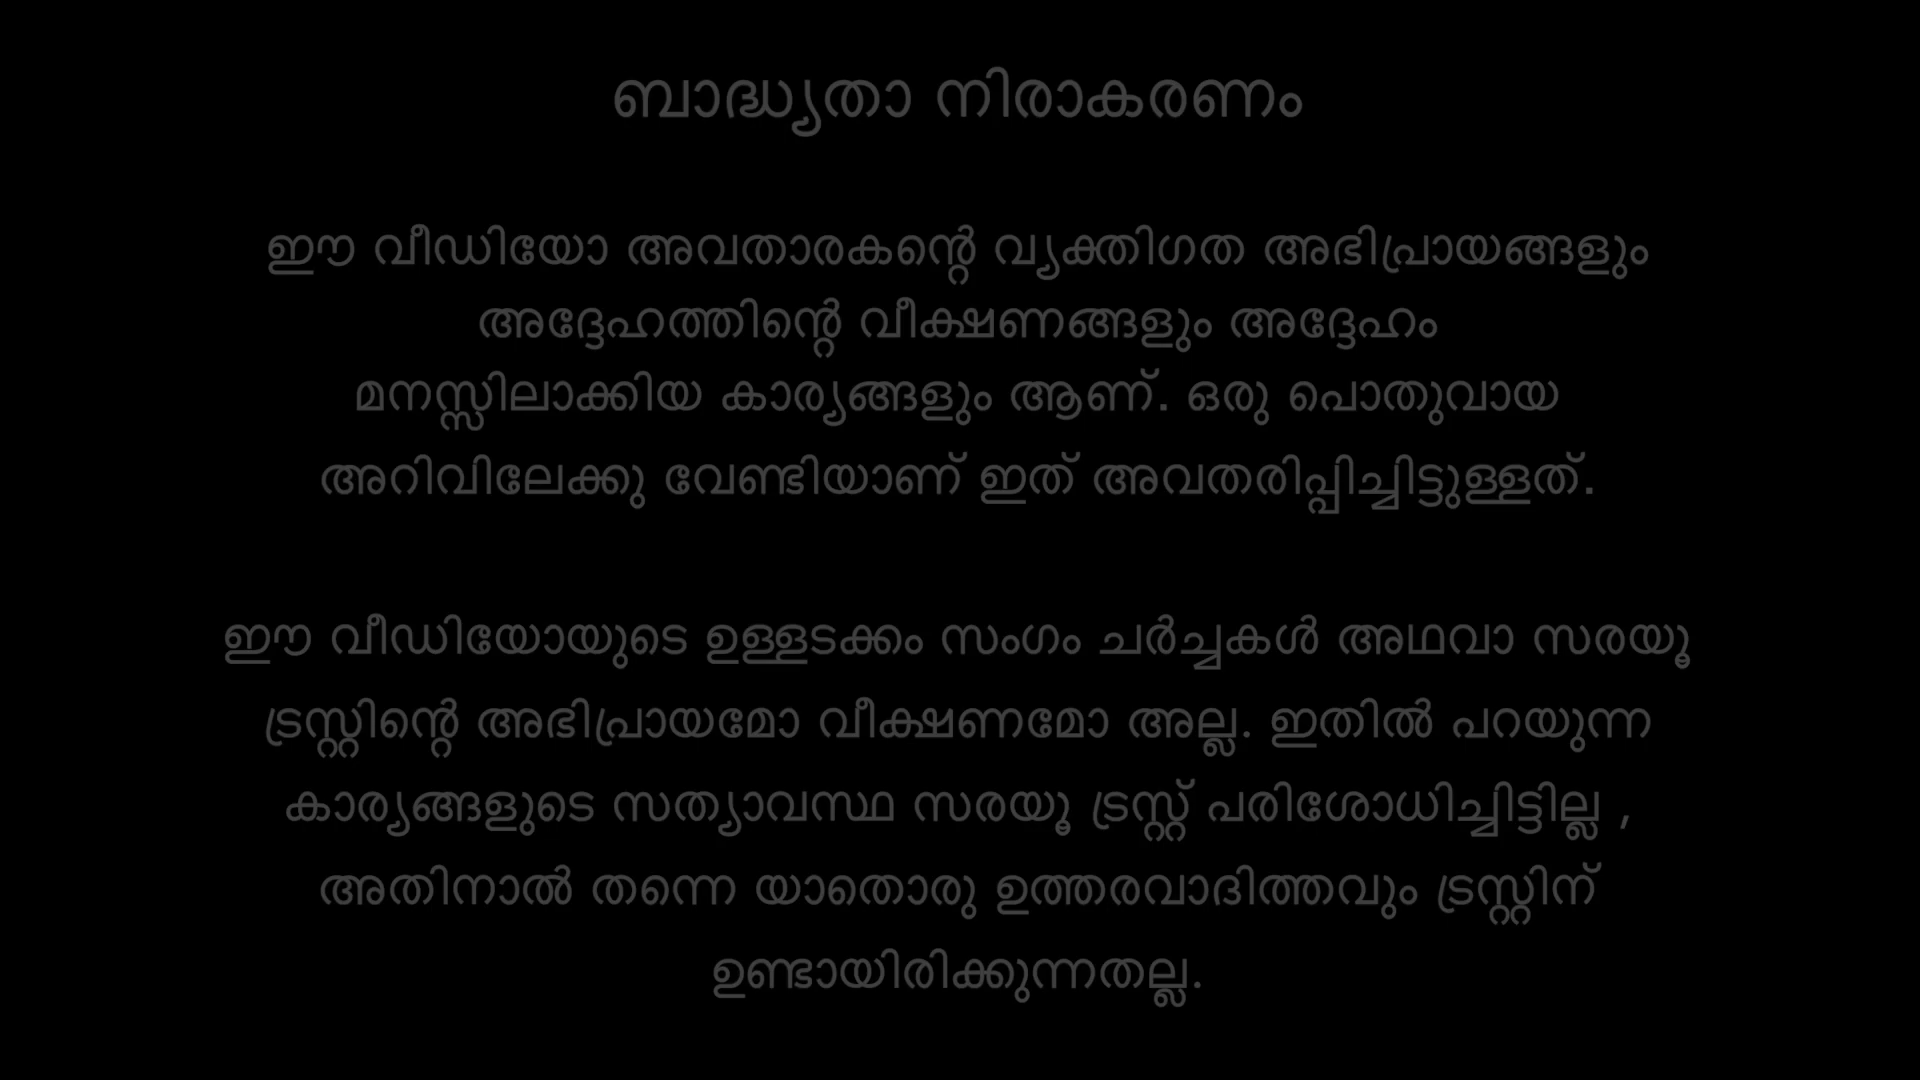 ബാദ്ധ്യതാ നിരാകരണം
ഈ വീഡിയോ അവതാരകന്റെ വ്യക്തിഗത അഭിപ്രായങ്ങളും
അദ്ദേഹത്തിന്റെ വീക്ഷണങ്ങളും അദ്ദേഹം
മനസ്സിലാക്കിയ കാര്യങ്ങളും ആണ്. ഒരു പൊതുവായ
അറിവിലേക്കു വേണ്ടിയാണ് ഇത് അവതരിപ്പിച്ചിട്ടുള്ളത്.
ഈ വീഡിയോയുടെ ഉള്ളടക്കം സംഗം ചർച്ചകൾ അഥവാ സരയൂ
ട്രസ്റ്റിന്റെ അഭിപ്രായമോ വീക്ഷണമോ അല്ല. ഇതിൽ പറയുന്ന
കാര്യങ്ങളുടെ സത്യാവസ്ഥ സരയൂ ട്രസ്റ്റ് പരിശോധിച്ചിട്ടില്ല ,
അതിനാൽ തന്നെ യാതൊരു ഉത്തരവാദിത്തവും ട്രസ്റ്റിന്
ഉണ്ടായിരിക്കുന്നതല്ല.